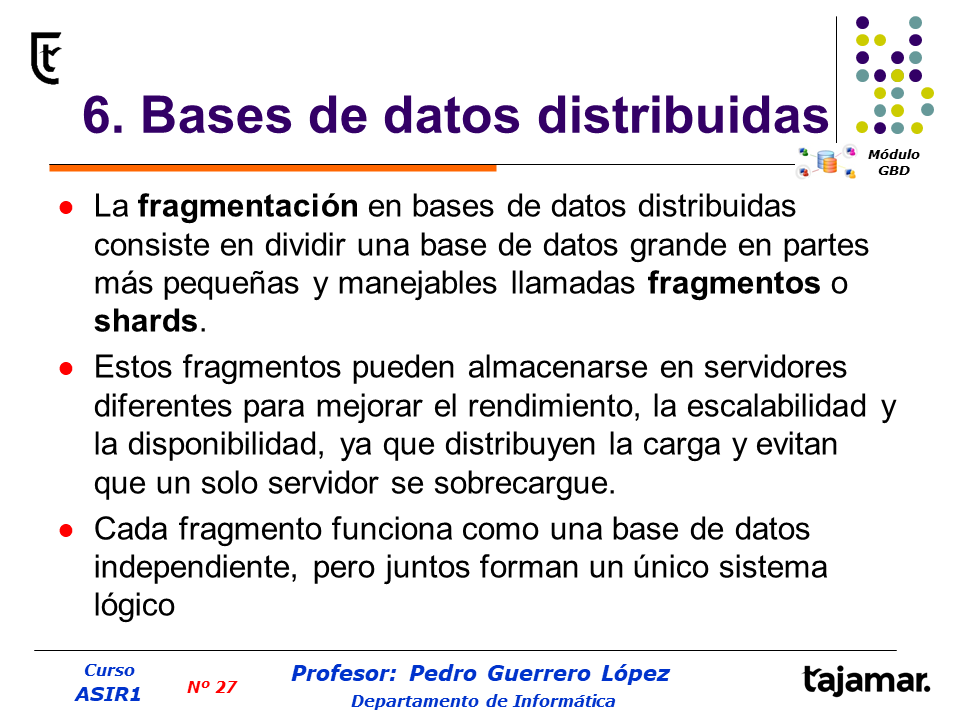 6. Bases de datos distribuidas
Módulo
GBD
● La fragmentación en bases de datos distribuidas
consiste en dividir una base de datos grande en partes
más pequeñas y manejables llamadas fragmentos o
shards.
● Estos fragmentos pueden almacenarse en servidores
diferentes para mejorar el rendimiento, la escalabilidad y
la disponibilidad, ya que distribuyen la carga y evitan
que un solo servidor se sobrecargue.
● Cada fragmento funciona como una base de datos
independiente, pero juntos forman un único sistema
lógico
Curso
ASIR1
Nº 27
Profesor: Pedro Guerrero López
Departamento de Informática
tajamar.